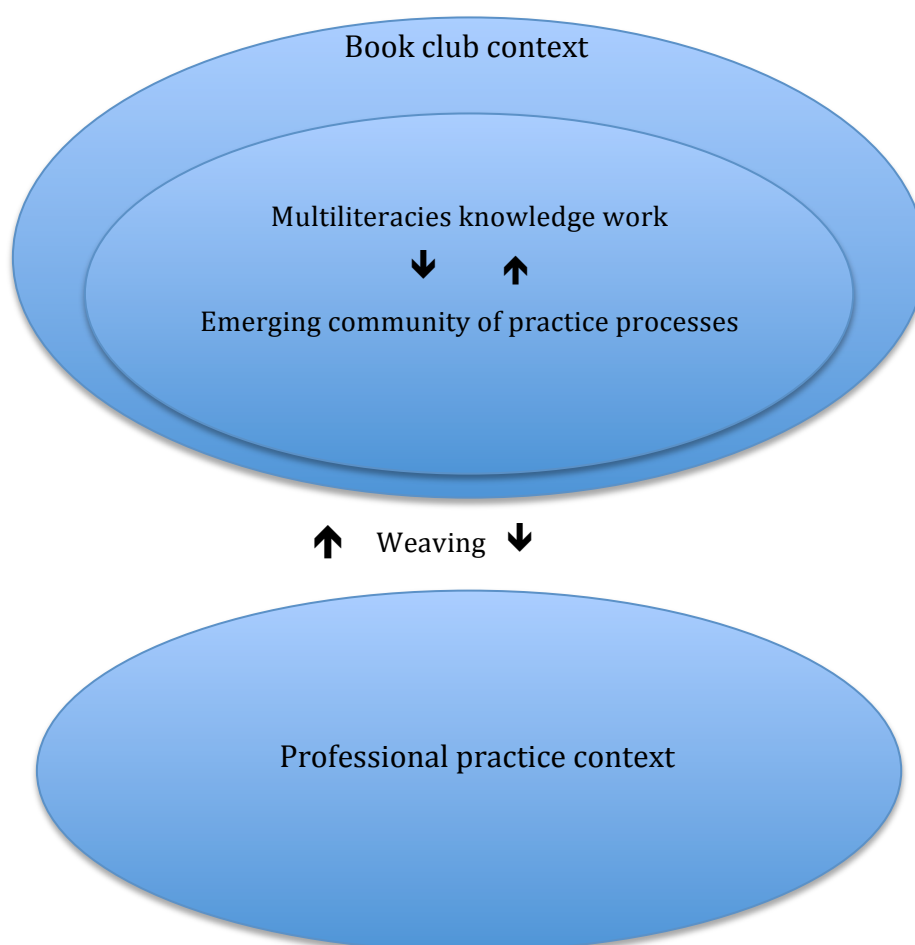 Book club context
Multiliteracies knowledge work
Emerging community of practice processes
Weaving
Professional practice context